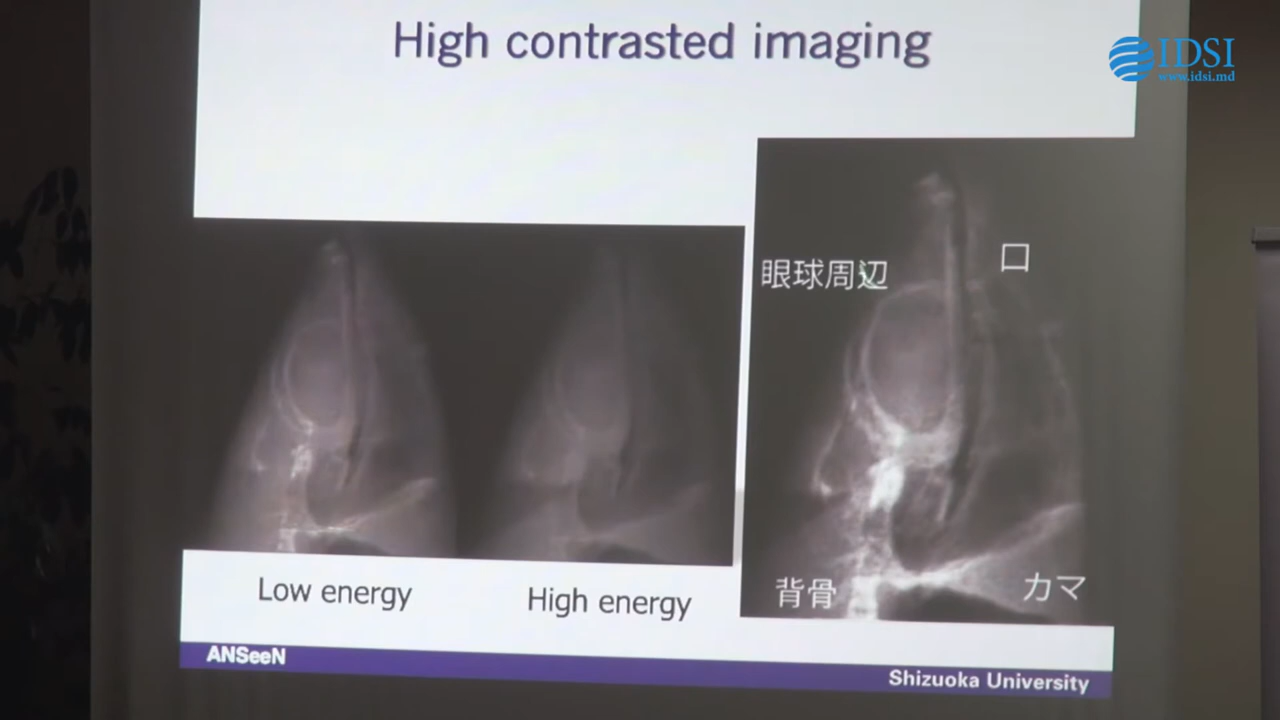 High contrasted imaging
IDSI
www.idsi.md
眼球周辺
口
背骨
カマ
Low energy
High energy
ANSeeN
Shizuoka University